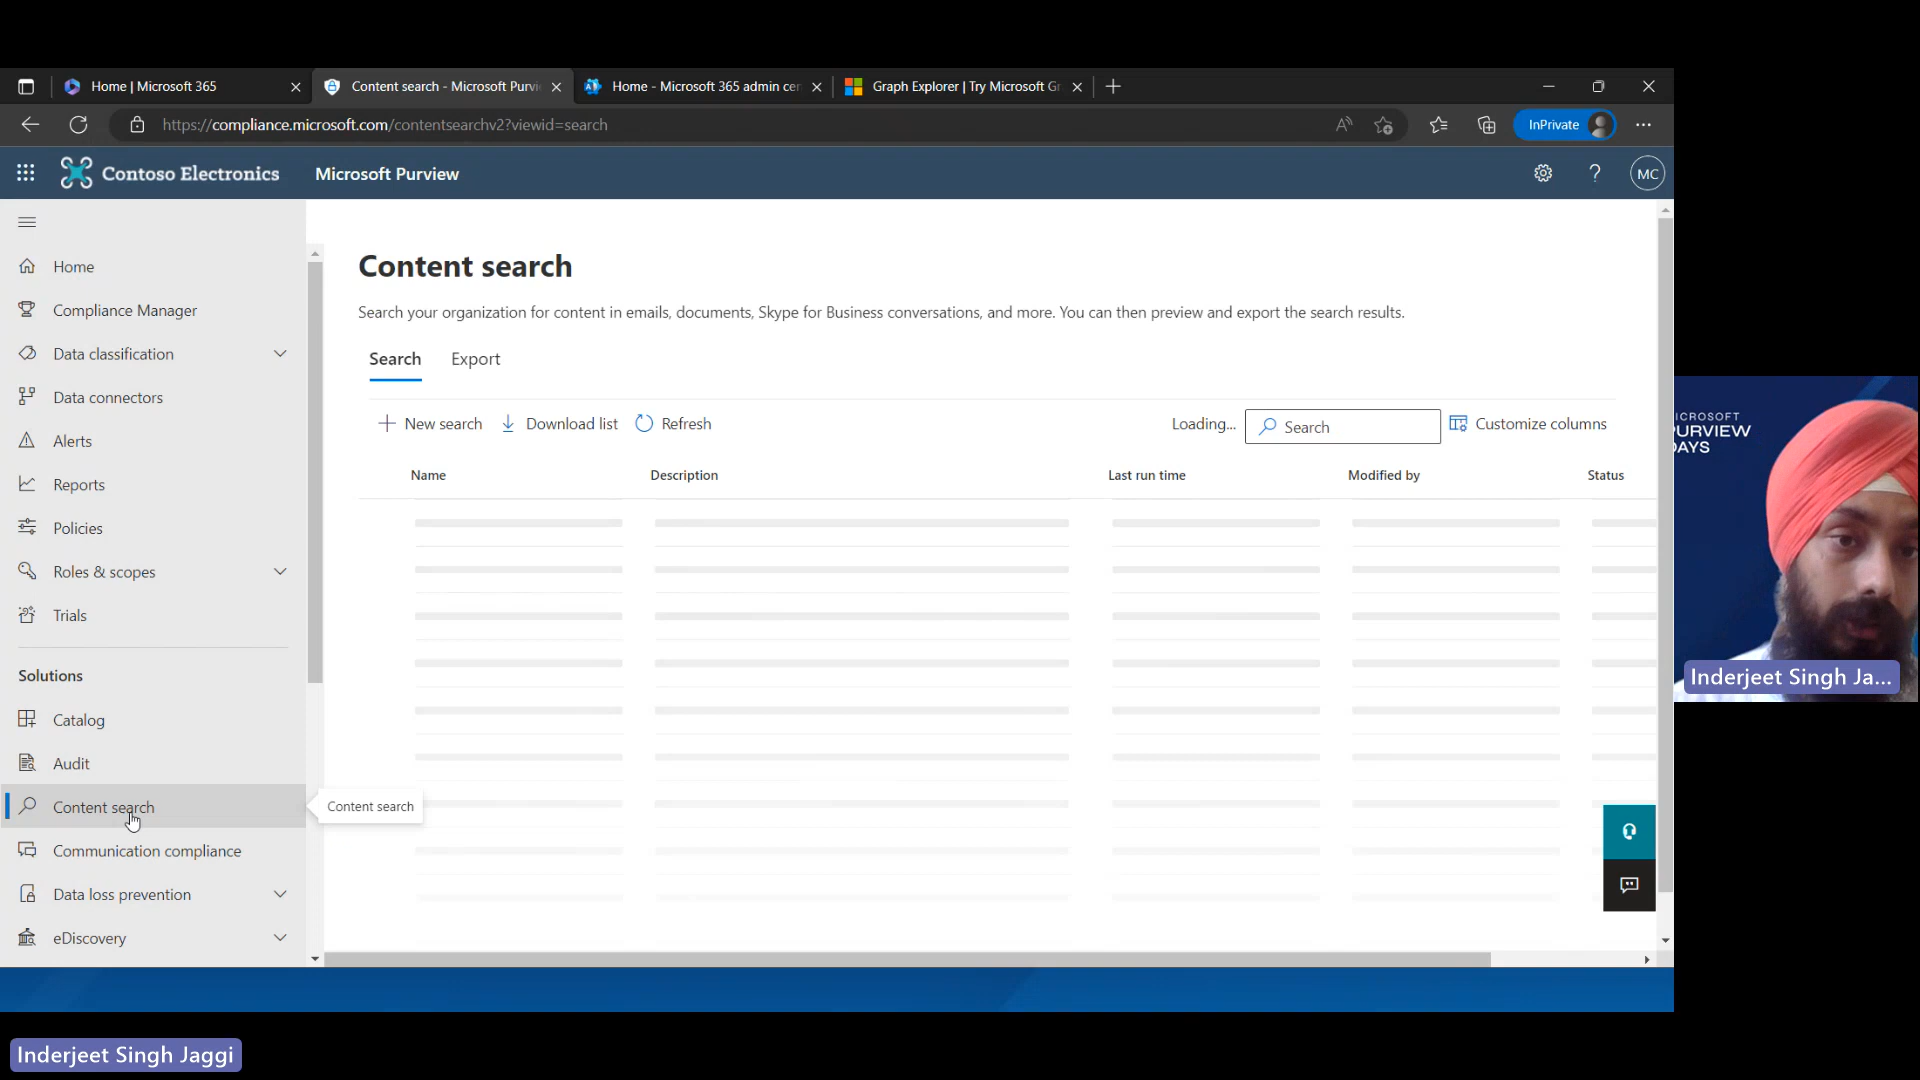 Home | Microsoft 365
Content search - Microsoft Purvi
Home - Microsoft 365 admin cen
Graph Explorer | Try Microsoft Gr
https://compliance.microsoft.com/contentsearchv2?viewid=search
InPrivate
Contoso Electronics
Microsoft Purview
MC
Home
Compliance Manager
Data classification
Data connectors
Alerts
Reports
Policies
Roles & scopes
Trials
Solutions
Catalog
Audit
Content search
Communication compliance
Data loss prevention
eDiscovery
Content search
Content search
Search your organization for content in emails, documents, Skype for Business conversations, and more. You can then preview and export the search results.
Search
Export
New search
Download list
Refresh
Loading...
Search
Customize columns
Name
Description
Last run time
Modified by
Status
ICROSOFT
URVIEW
AYS
Inderjeet Singh Ja...
Inderjeet Singh Jaggi